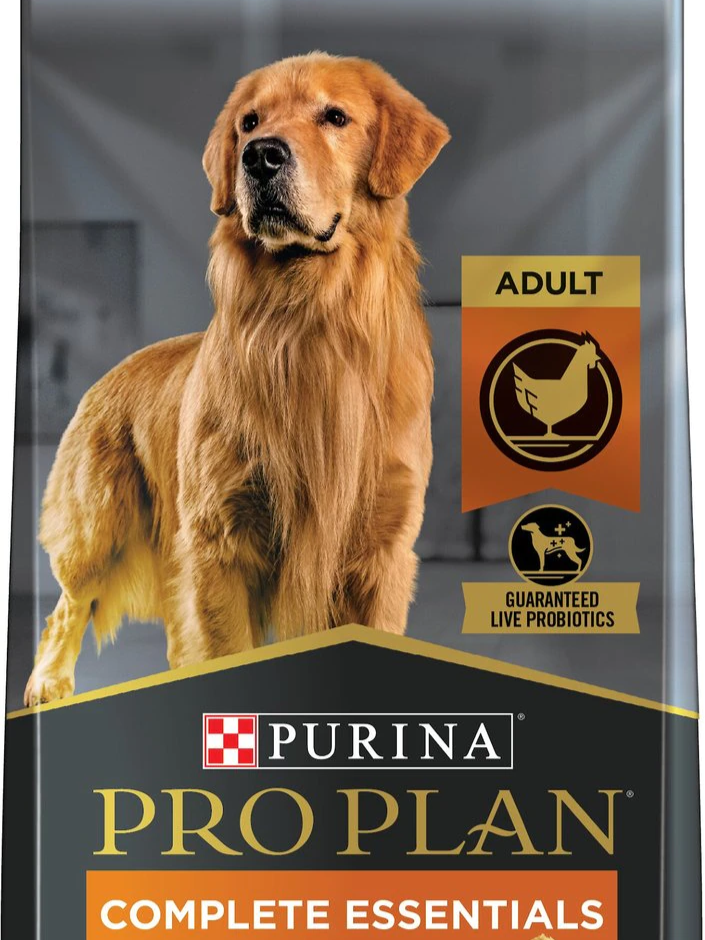 ADULT
GUARANTEED
LIVE PROBIOTICS
PURINA®
PRO PLAN®
COMPLETE ESSENTIALS